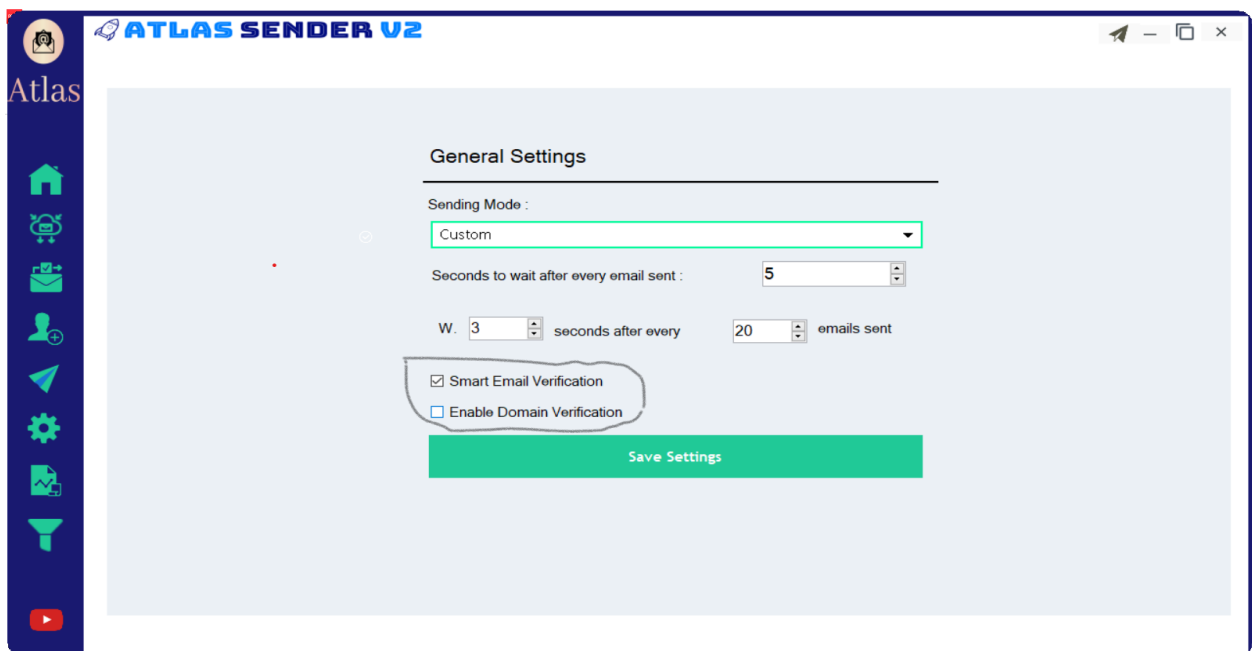 ATLAS SENDER V2
Atlas
General Settings
Sending Mode :
Custom
Seconds to wait after every email sent : 5
W. 3 seconds after every 20 emails sent
Smart Email Verification
Enable Domain Verification
Save Settings